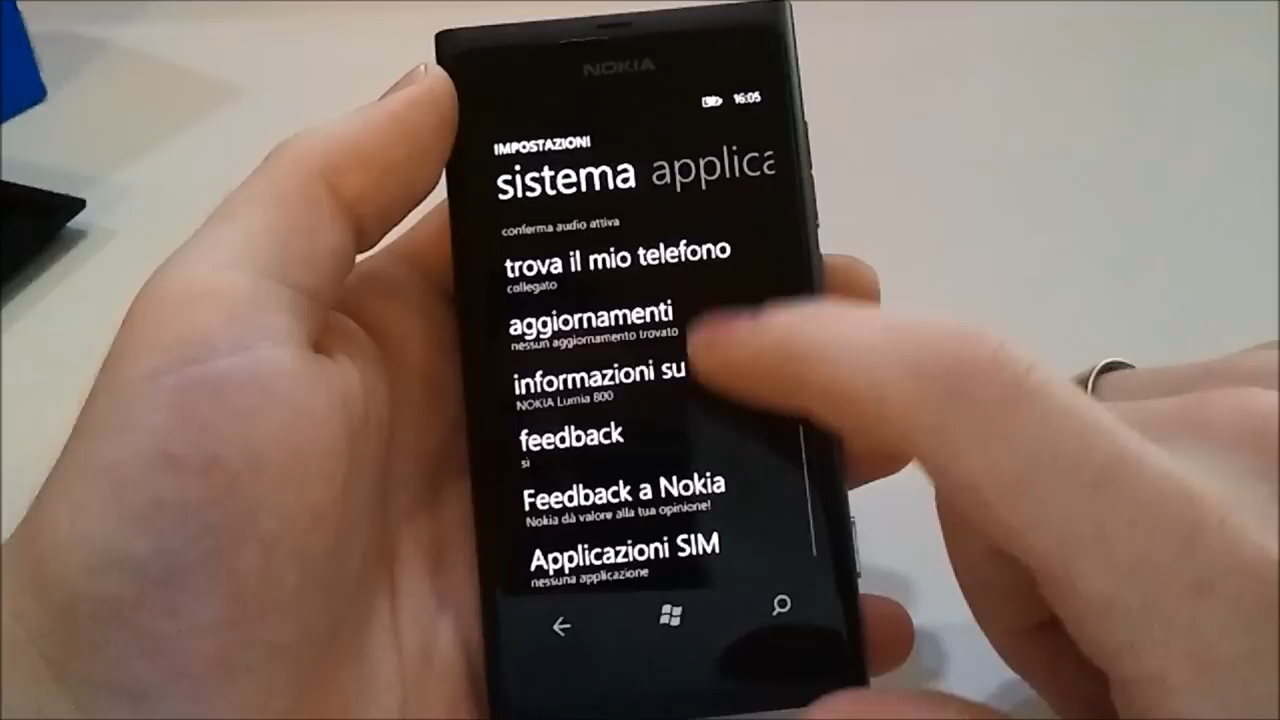 NOKIA
16:05
IMPOSTAZIONI
sistema applica
conferma audio attiva
trova il mio telefono
collegato
aggiornamenti
nessun aggiornamento trovato
informazioni su
NOKIA Lumia 800
feedback
sì
Feedback a Nokia
Nokia dà valore alla tua opinione!
Applicazioni SIM
nessuna applicazione